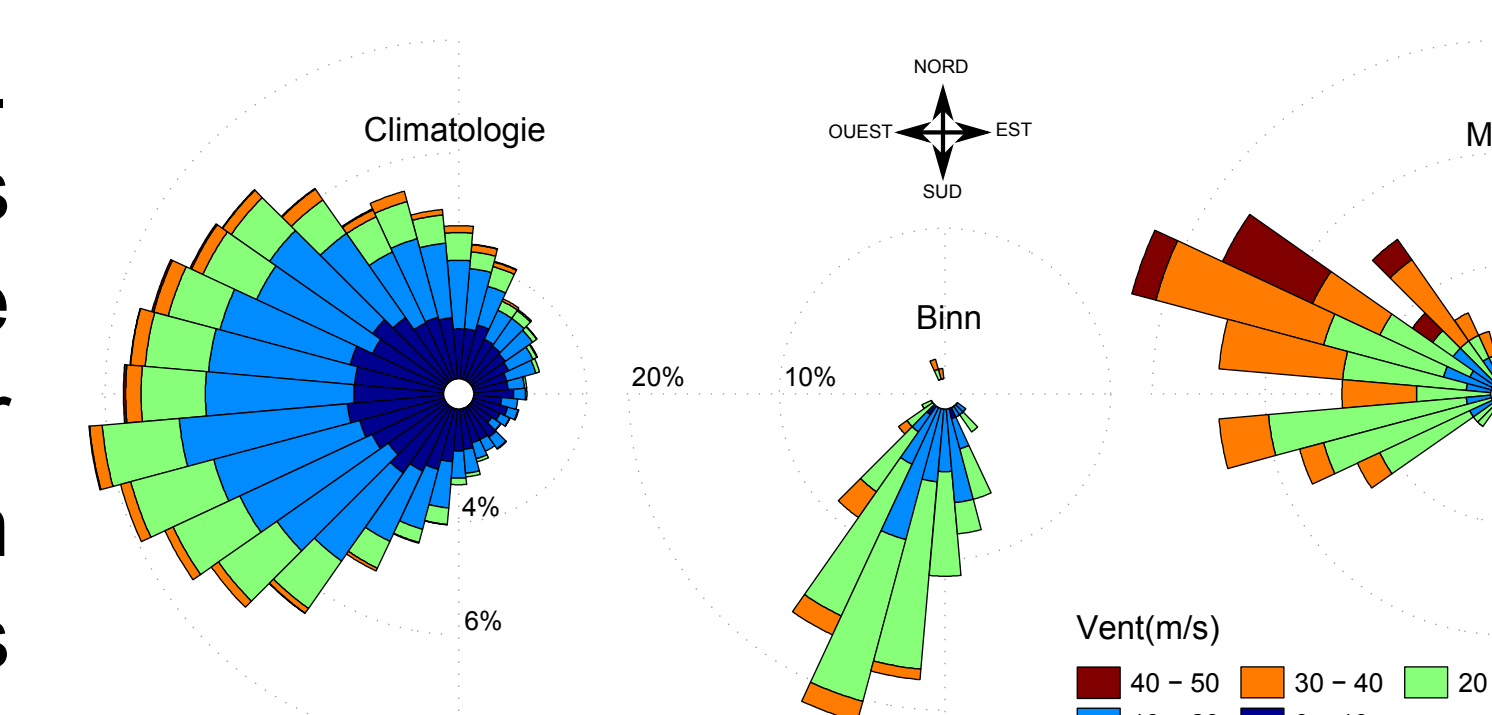 NORD
Climatologie
OUEST
EST
SUD
Binn
20%
10%
4%
6%
Vent(m/s)
40 − 50
30 − 40
20